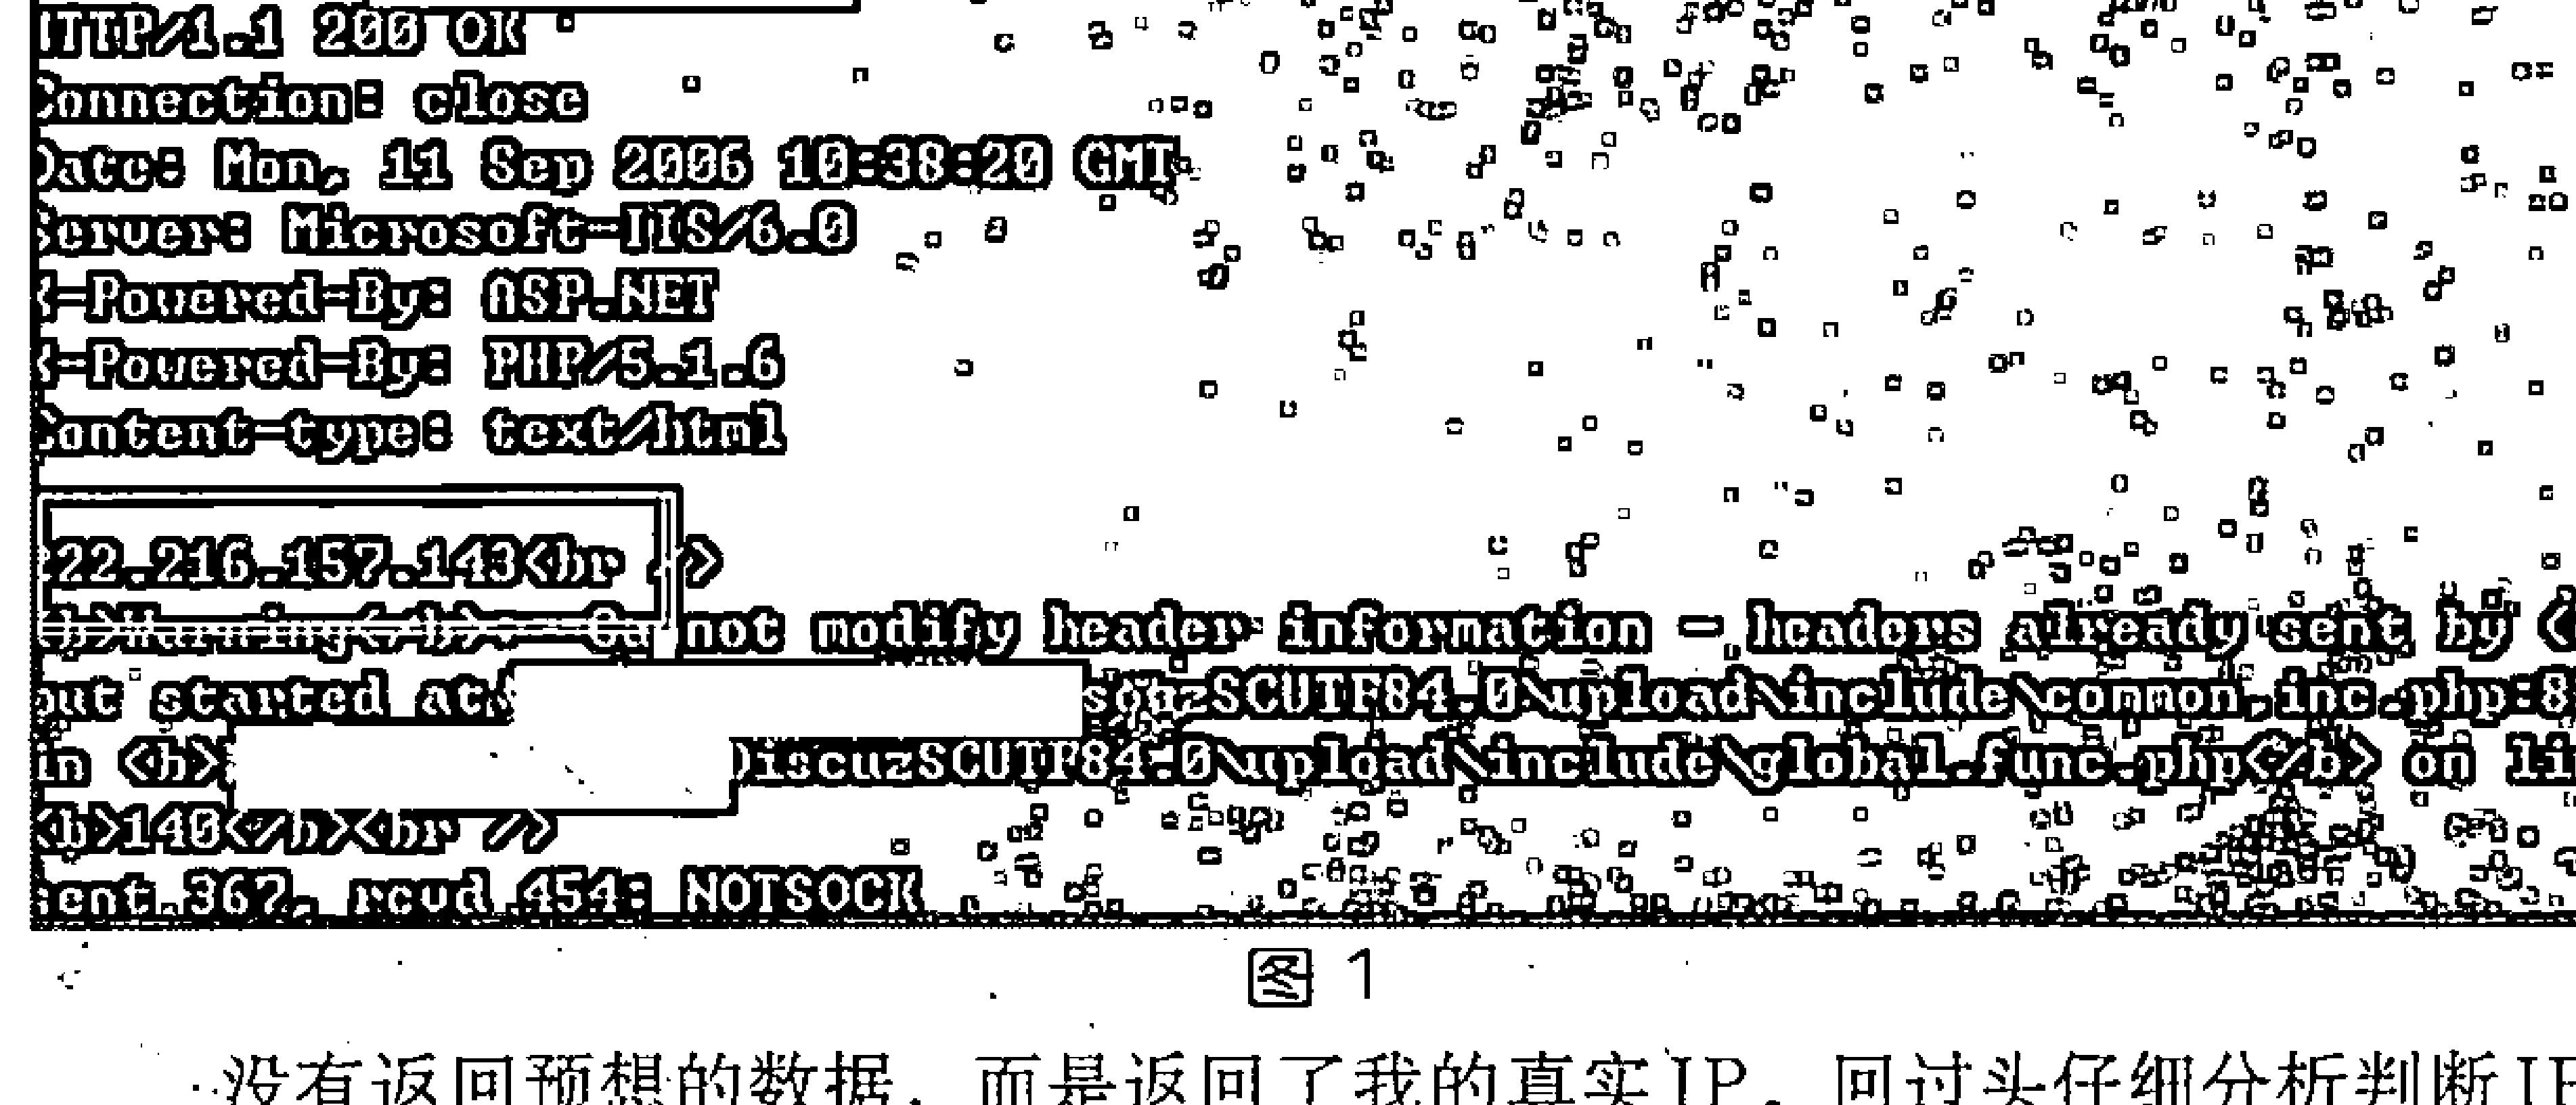 HTTP/1.1 200 OK
Connection: close
Date: Mon, 11 Sep 2006 10:38:20 GMT
Server: Microsoft-IIS/6.0
X-Powered-By: ASP.NET
X-Powered-By: PHP/5.1.6
Content-type: text/html
222.216.157.143<br />
<b>Warning</b>: Cannot modify header information - headers already sent by <
put started at scuzSCUTF84.0\upload\include\common.inc.php:8
in <b> DiscuzSCUTF84.0\upload\include\global.func.php</b> on li
<b>140</b><br />
sent 367, rcvd 454: NOTSOCK
图 1
没有返回预想的数据，而是返回了我的真实IP。回过头仔细分析判断IP